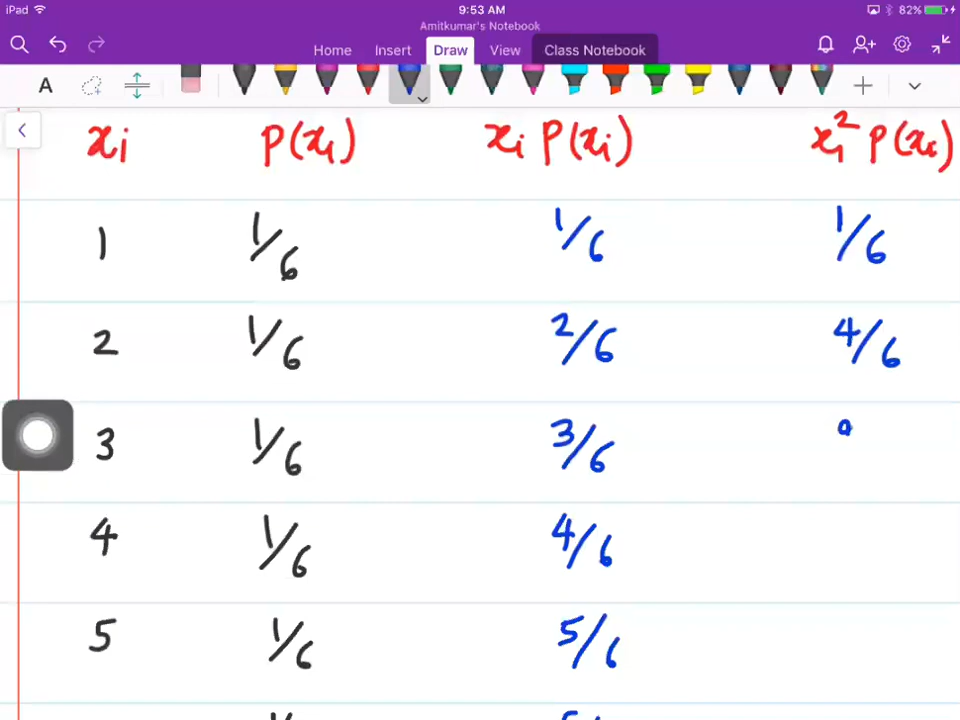 iPad 9:53 AM 82%
Amitkumar's Notebook
Home Insert Draw View Class Notebook
A
xi P(xi) xi P(xi) xi² P(xi)
1 1/6 1/6 1/6
2 1/6 2/6 4/6
3 1/6 3/6
4 1/6 4/6
5 1/6 5/6